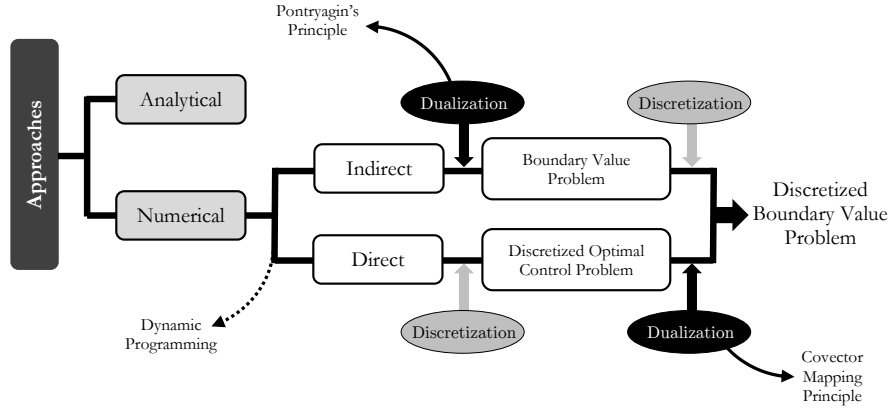 Pontryagin's
Principle
Approaches
Analytical
Dualization
Discretization
Indirect
Boundary Value
Problem
Numerical
Discretized
Boundary Value
Problem
Direct
Discretized Optimal
Control Problem
Dynamic
Programming
Discretization
Dualization
Covector
Mapping
Principle